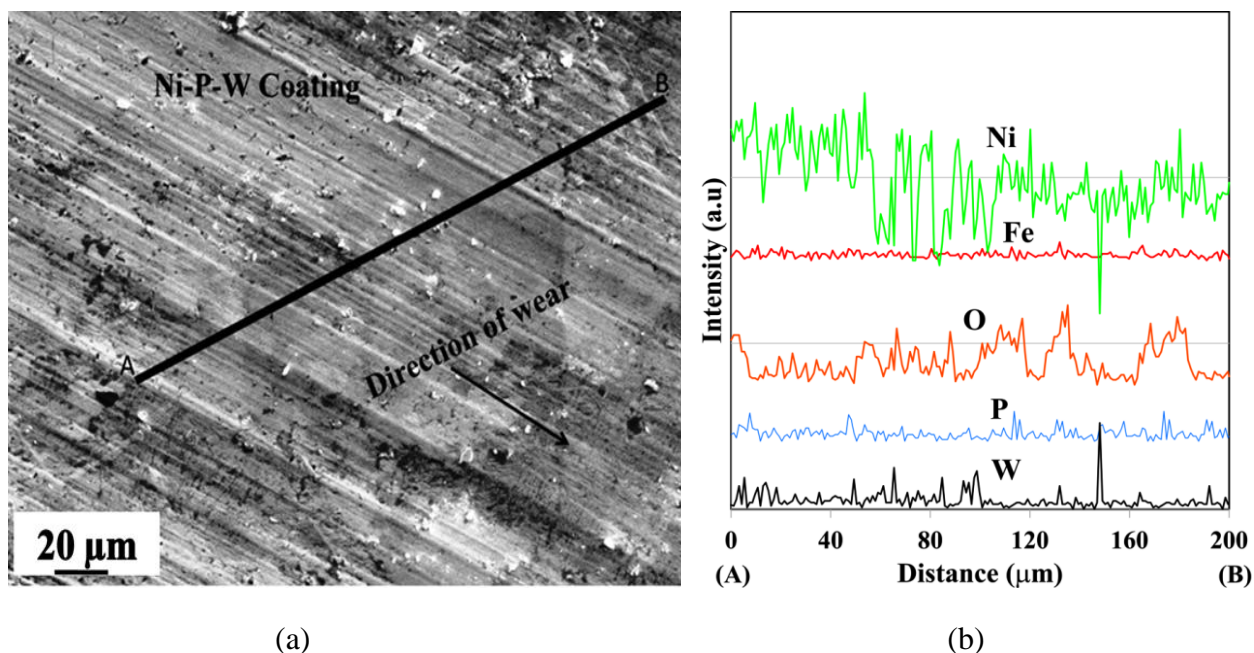 Ni-P-W Coating
B
A
Direction of wear
20 µm
(a)
Intensity (a.u)
Ni
Fe
O
P
W
0 40 80 120 160 200
(A) Distance (µm) (B)
(b)